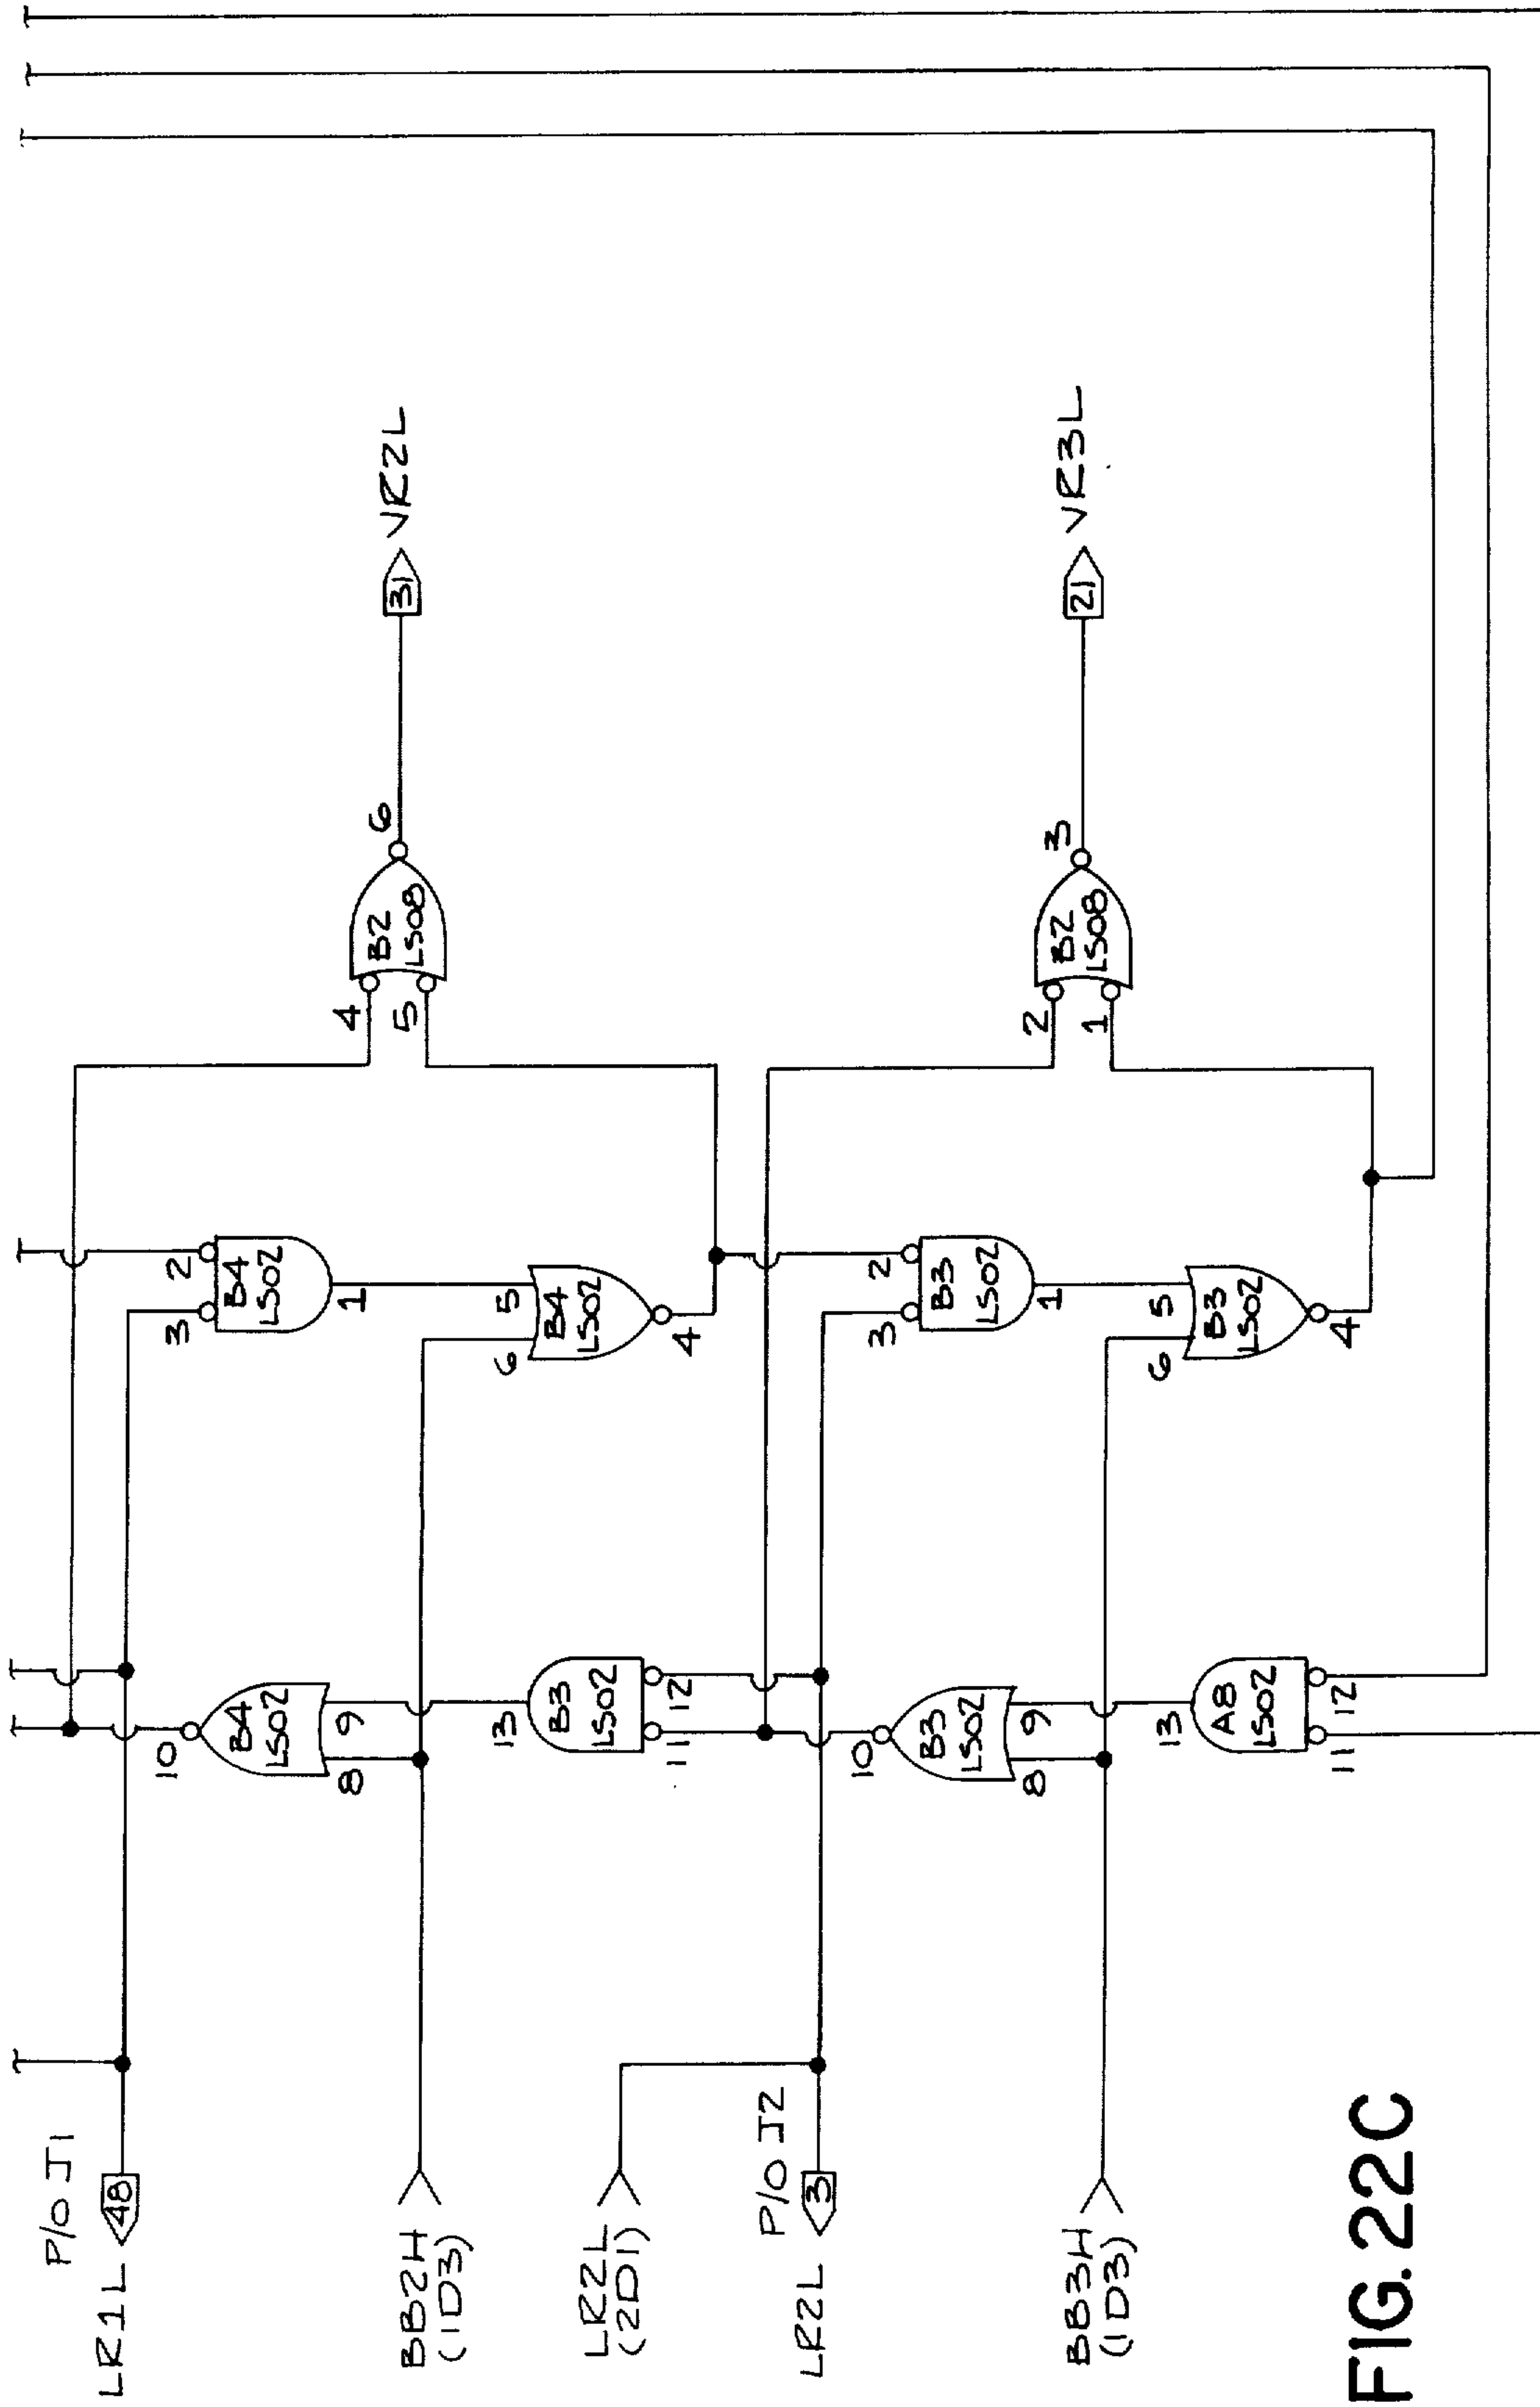 P/O J1
LR1L
48
BB2H
(1D3)
LR2L
(2D1)
P/O J2
LR2L
3
BB3H
(1D3)
10
B4
LS02
8
9
13
B3
LS02
11
12
10
B3
LS02
8
9
13
A8
LS02
11
12
3
2
B4
LS02
1
6
5
B4
LS02
4
3
2
B3
LS02
1
6
5
B3
LS02
4
4
5
B2
LS08
6
31
VR2L
2
1
B2
LS08
3
21
VR3L
FIG. 22C